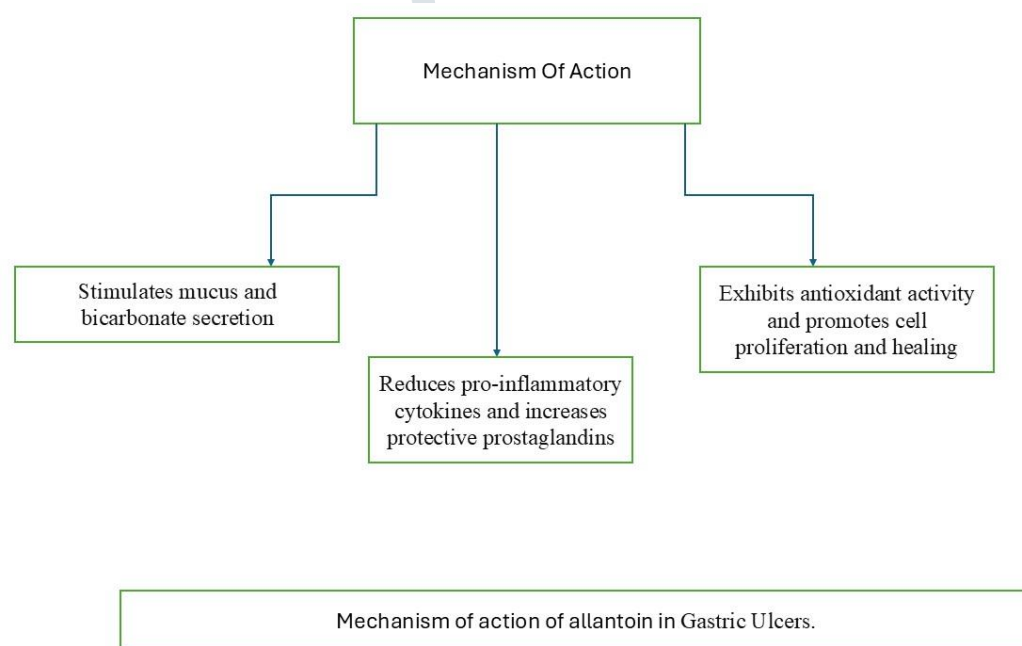 Mechanism Of Action
Stimulates mucus and
bicarbonate secretion
Exhibits antioxidant activity
and promotes cell
proliferation and healing
Reduces pro-inflammatory
cytokines and increases
protective prostaglandins
Mechanism of action of allantoin in Gastric Ulcers.